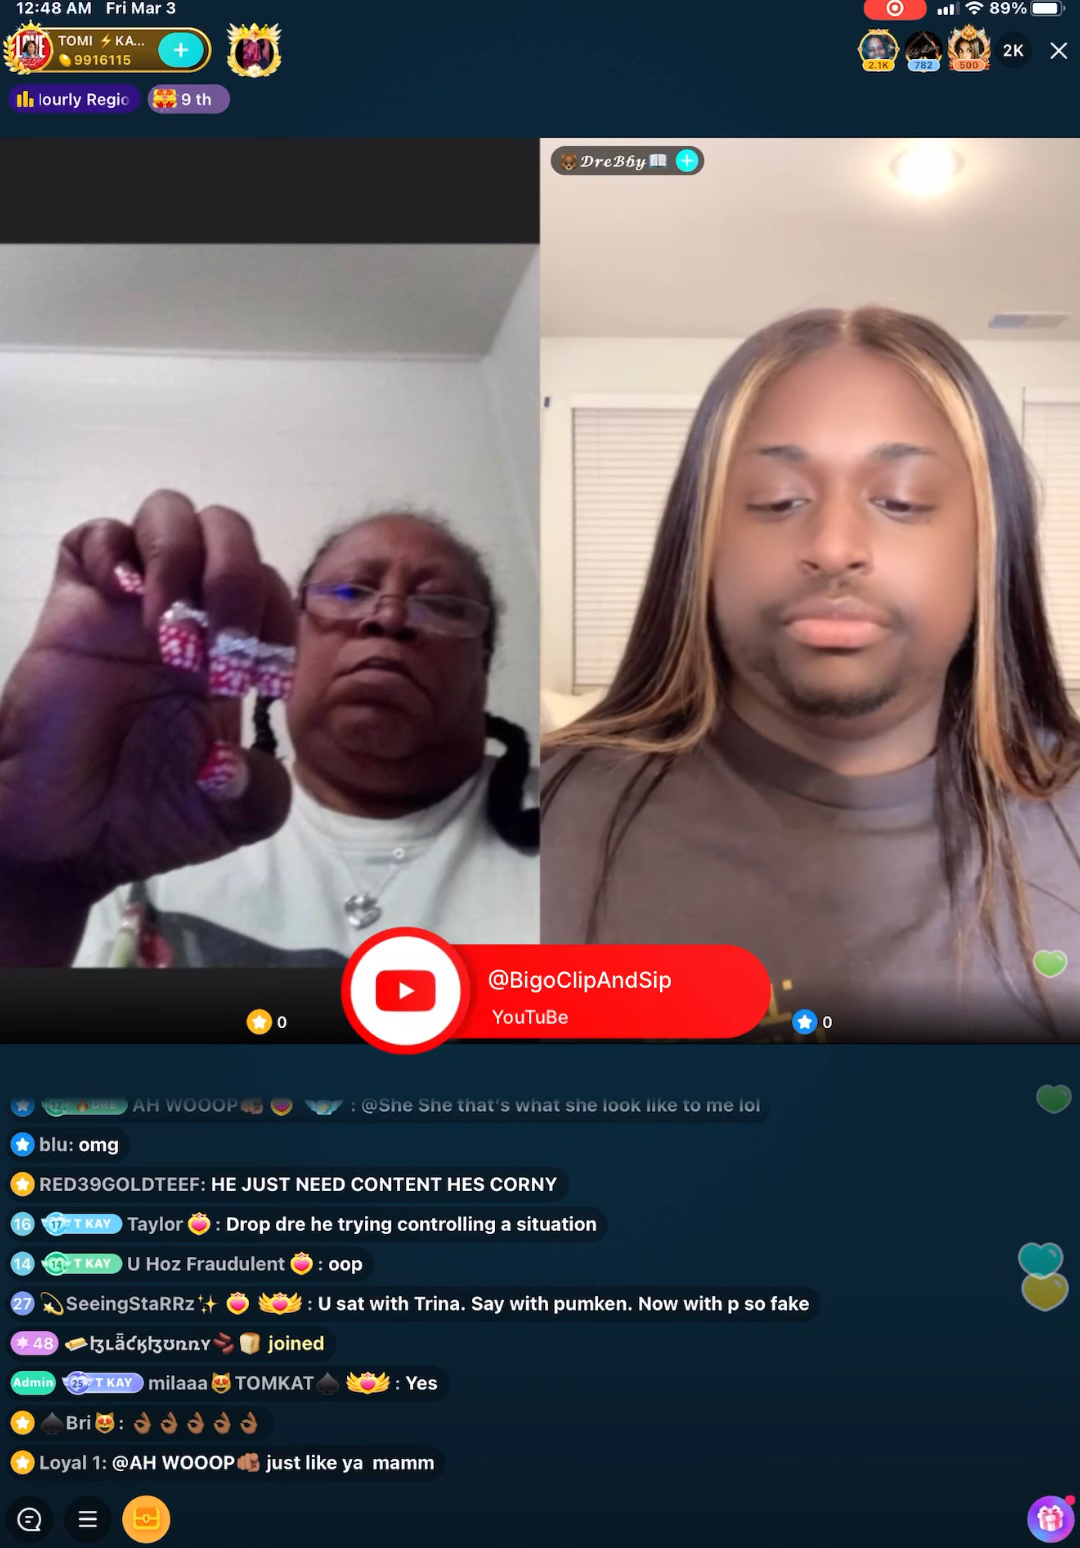 12:48 AM Fri Mar 3
89%
TOMI ⚡KA...
9916115
2.1K
782
500
2K
lourly Regio
9 th
🐻DreBby📖
@BigoClipAndSip
YouTuBe
0
0
DRE AH WOOOP : @She She that's what she look like to me lol
blu: omg
RED39GOLDTEEF: HE JUST NEED CONTENT HES CORNY
16 17 T KAY Taylor : Drop dre he trying controlling a situation
14 T KAY U Hoz Fraudulent : oop
27 💫SeeingStaRRz✨ : U sat with Trina. Say with pumken. Now with p so fake
48 joined
Admin 25 T KAY milaaa😻TOMKAT♠️ : Yes
♠️Bri😻: 👌🏾👌🏾👌🏾👌🏾👌🏾
Loyal 1: @AH WOOOP just like ya mamm